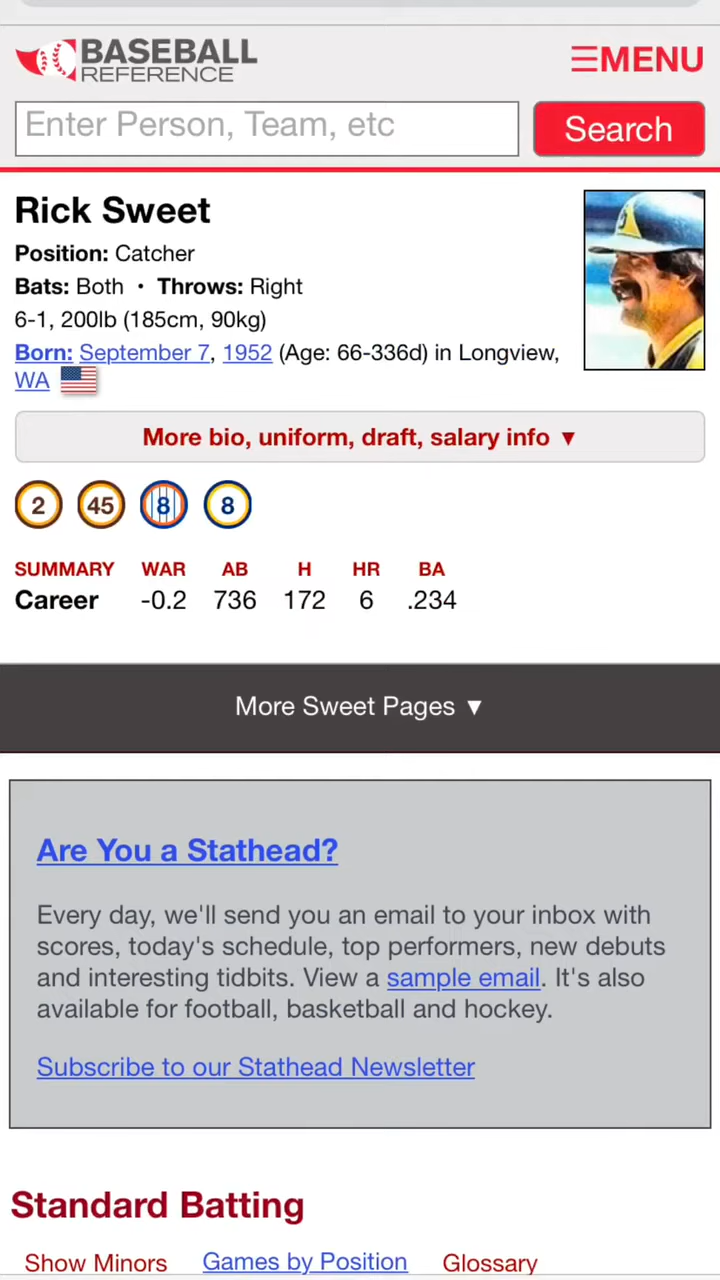 BASEBALL
REFERENCE
☰MENU
Enter Person, Team, etc
Search
Rick Sweet
Position: Catcher
Bats: Both • Throws: Right
6-1, 200lb (185cm, 90kg)
Born: September 7, 1952 (Age: 66-336d) in Longview,
WA
More bio, uniform, draft, salary info ▼
2 45 8 8
SUMMARY WAR AB H HR BA
Career -0.2 736 172 6 .234
More Sweet Pages ▼
Are You a Stathead?
Every day, we'll send you an email to your inbox with
scores, today's schedule, top performers, new debuts
and interesting tidbits. View a sample email. It's also
available for football, basketball and hockey.
Subscribe to our Stathead Newsletter
Standard Batting
Show Minors Games by Position Glossary